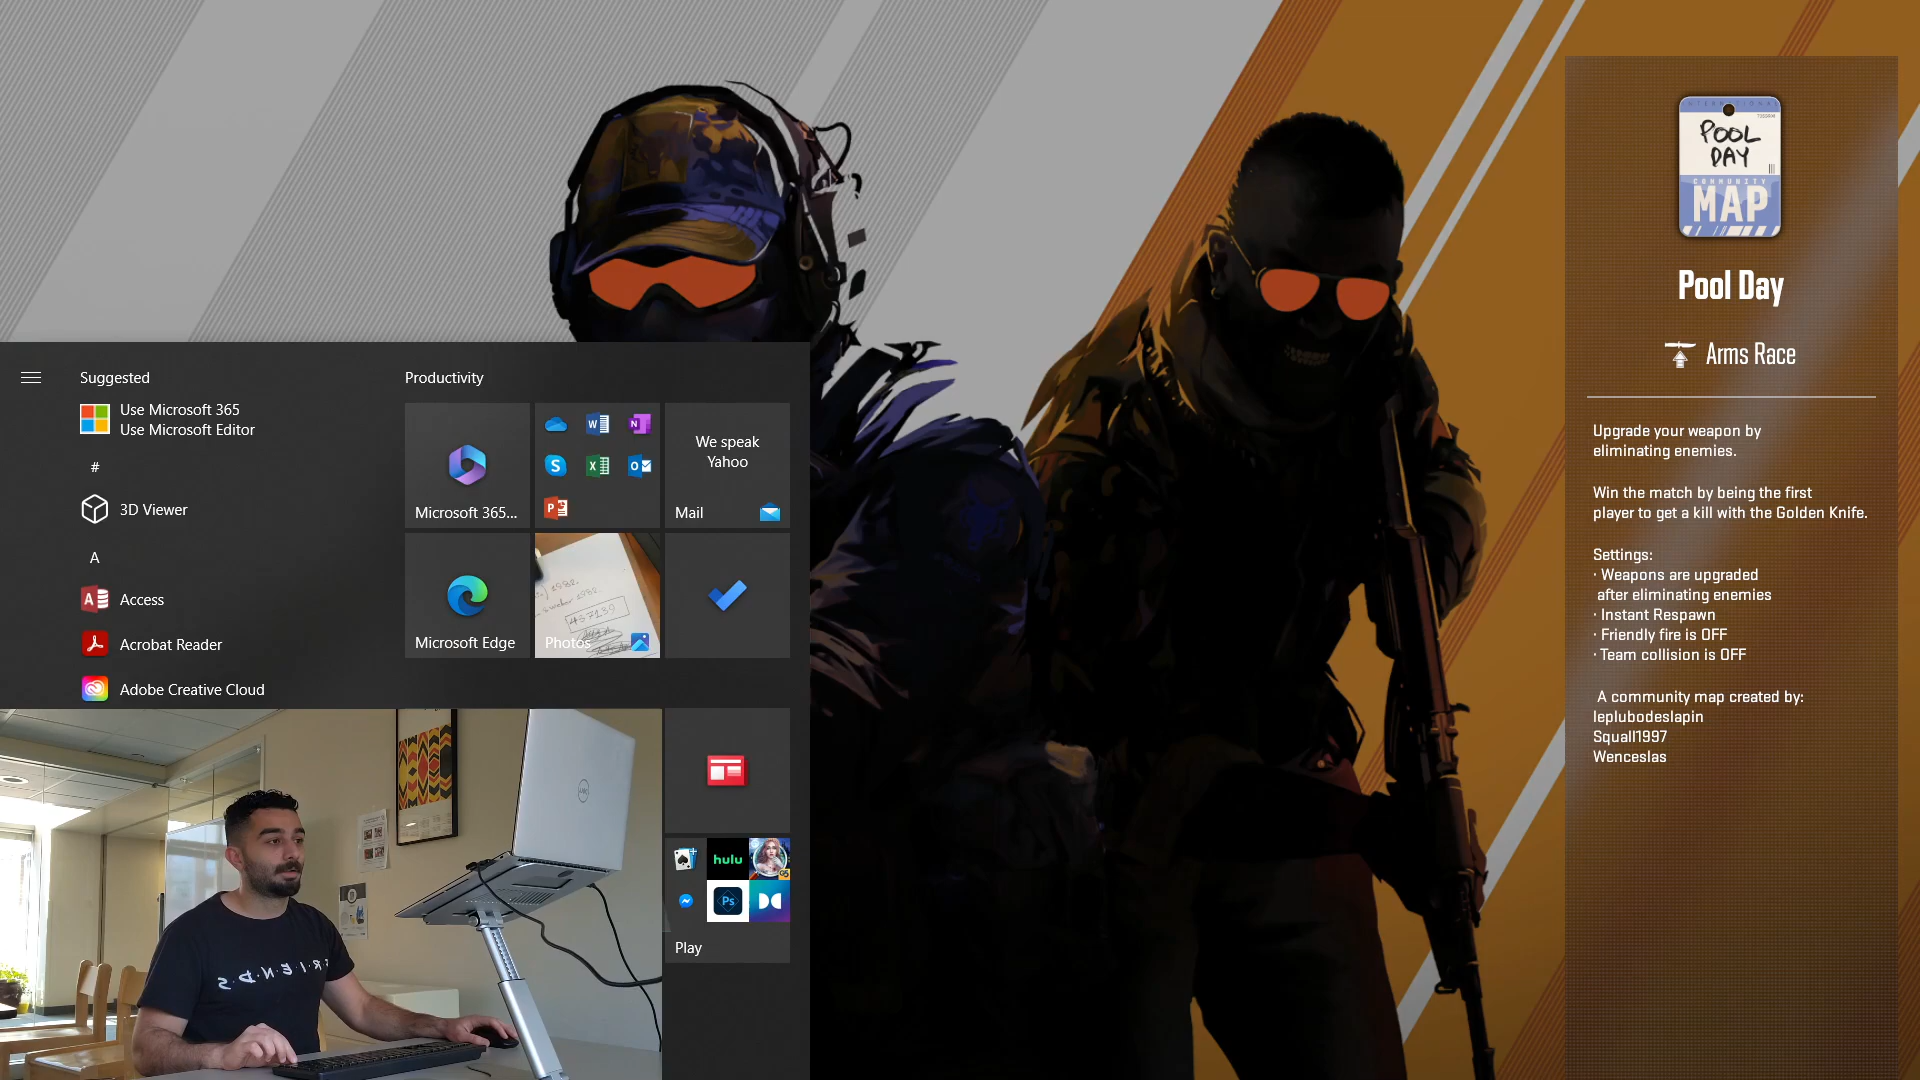 Suggested
Use Microsoft 365
Use Microsoft Editor
#
3D Viewer
A
Access
Acrobat Reader
Adobe Creative Cloud
Productivity
Microsoft 365...
We speak
Yahoo
Mail
Microsoft Edge
Photos
hulu
Ps
Play
F·R·I·E·N·D·S
POOL
DAY
COMMUNITY
MAP
Pool Day
Arms Race
Upgrade your weapon by
eliminating enemies.
Win the match by being the first
player to get a kill with the Golden Knife.
Settings:
· Weapons are upgraded
after eliminating enemies
· Instant Respawn
· Friendly fire is OFF
· Team collision is OFF
A community map created by:
leplubodeslapin
Squall1997
Wenceslas